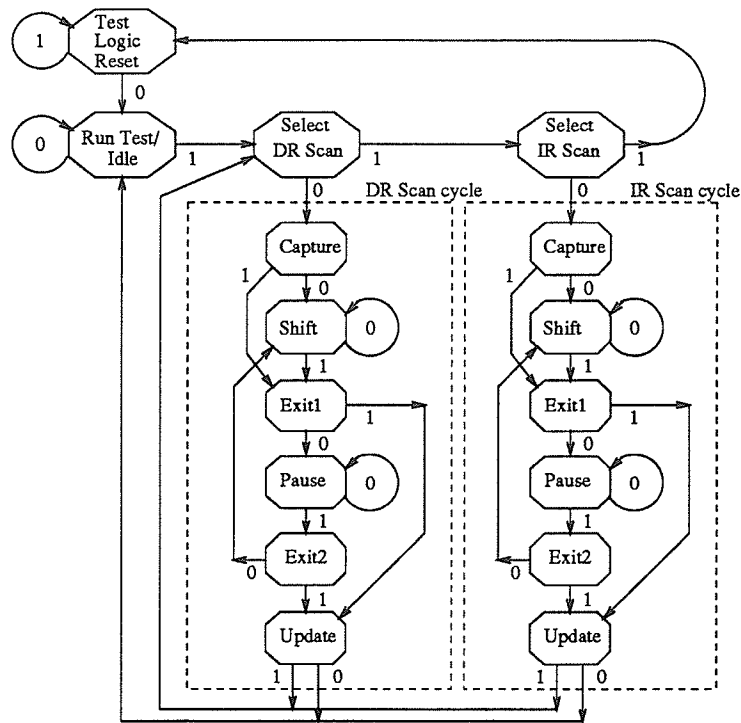 Test
Logic
Reset
1
0
Run Test/
Idle
0
1
Select
DR Scan
1
Select
IR Scan
1
0
DR Scan cycle
0
IR Scan cycle
Capture
1
0
Shift
0
1
Exit1
1
0
Pause
0
1
Exit2
0
1
Update
1
0
Capture
1
0
Shift
0
1
Exit1
1
0
Pause
0
1
Exit2
0
1
Update
1
0